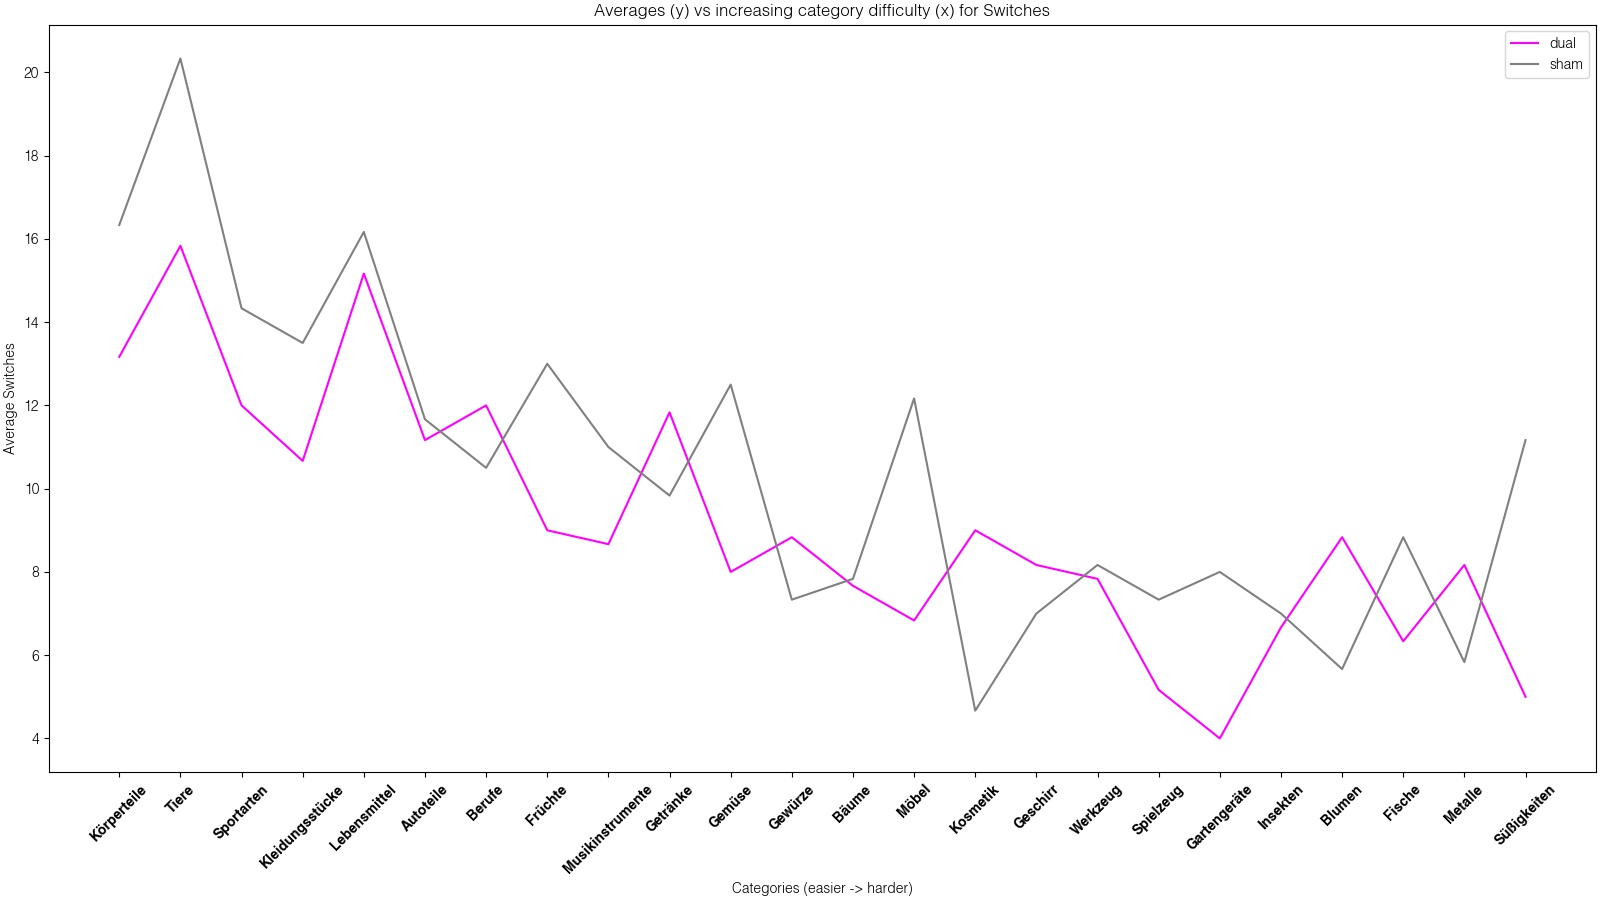 Averages (y) vs increasing category difficulty (x) for Switches
dual
sham
Average Switches
20
18
16
14
12
10
8
6
4
Körperteile
Tiere
Sportarten
Kleidungsstücke
Lebensmittel
Autoteile
Berufe
Früchte
Musikinstrumente
Getränke
Gemüse
Gewürze
Bäume
Möbel
Kosmetik
Geschirr
Werkzeug
Spielzeug
Gartengeräte
Insekten
Blumen
Fische
Metalle
Süßigkeiten
Categories (easier -> harder)